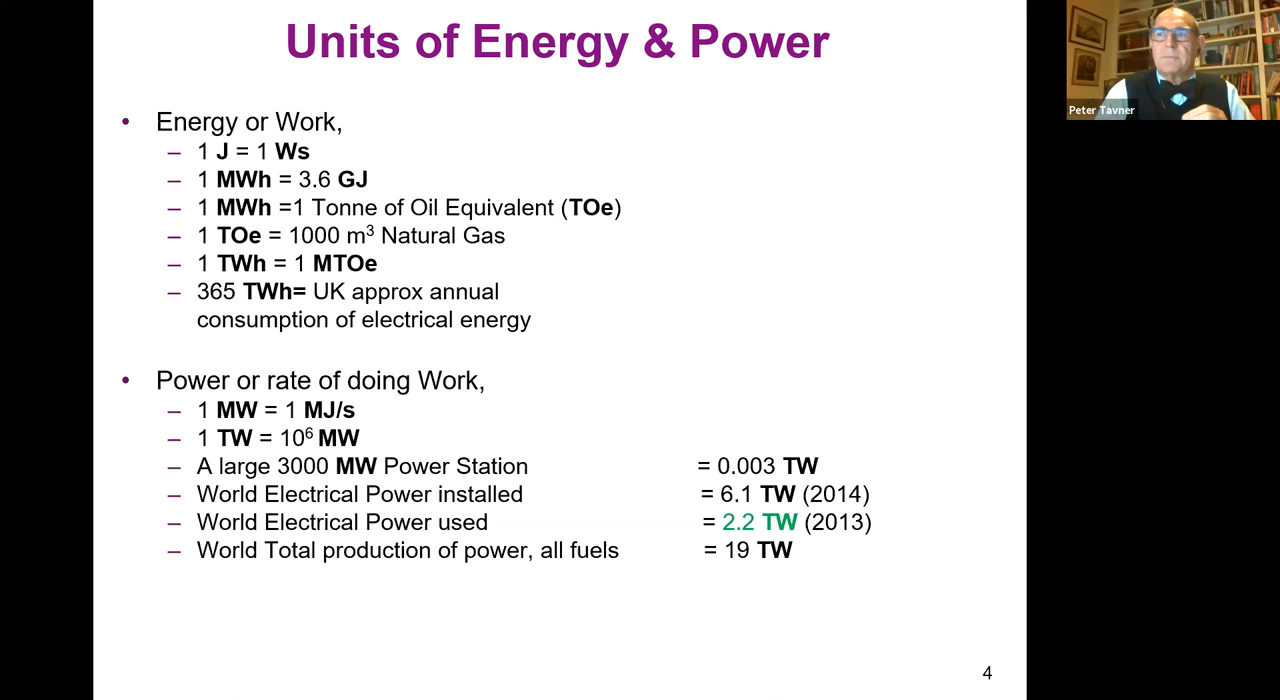 Units of Energy & Power
Peter Tavner
• Energy or Work,
– 1 J = 1 Ws
– 1 MWh = 3.6 GJ
– 1 MWh =1 Tonne of Oil Equivalent (TOe)
– 1 TOe = 1000 m³ Natural Gas
– 1 TWh = 1 MTOe
– 365 TWh= UK approx annual
consumption of electrical energy
• Power or rate of doing Work,
– 1 MW = 1 MJ/s
– 1 TW = 10⁶ MW
– A large 3000 MW Power Station = 0.003 TW
– World Electrical Power installed = 6.1 TW (2014)
– World Electrical Power used = 2.2 TW (2013)
– World Total production of power, all fuels = 19 TW
4